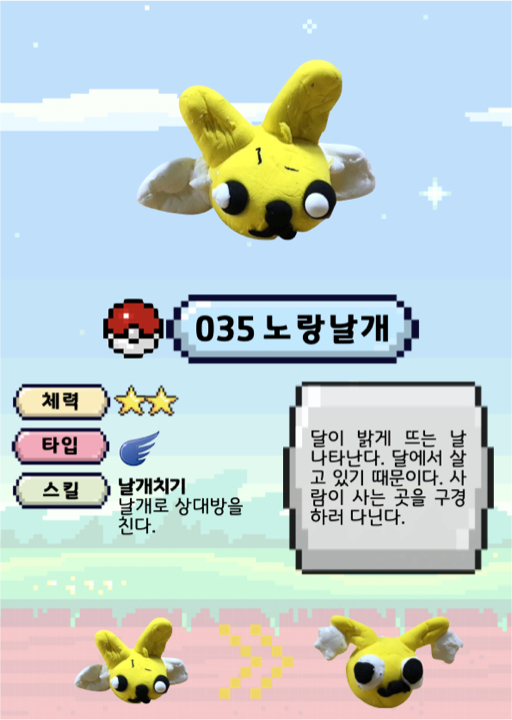 035 노랑날개
체력
타입
스킬
날개치기
날개로 상대방을
친다.
달이 밝게 뜨는 날
나타난다. 달에서 살
고 있기 때문이다. 사
람이 사는 곳을 구경
하러 다닌다.